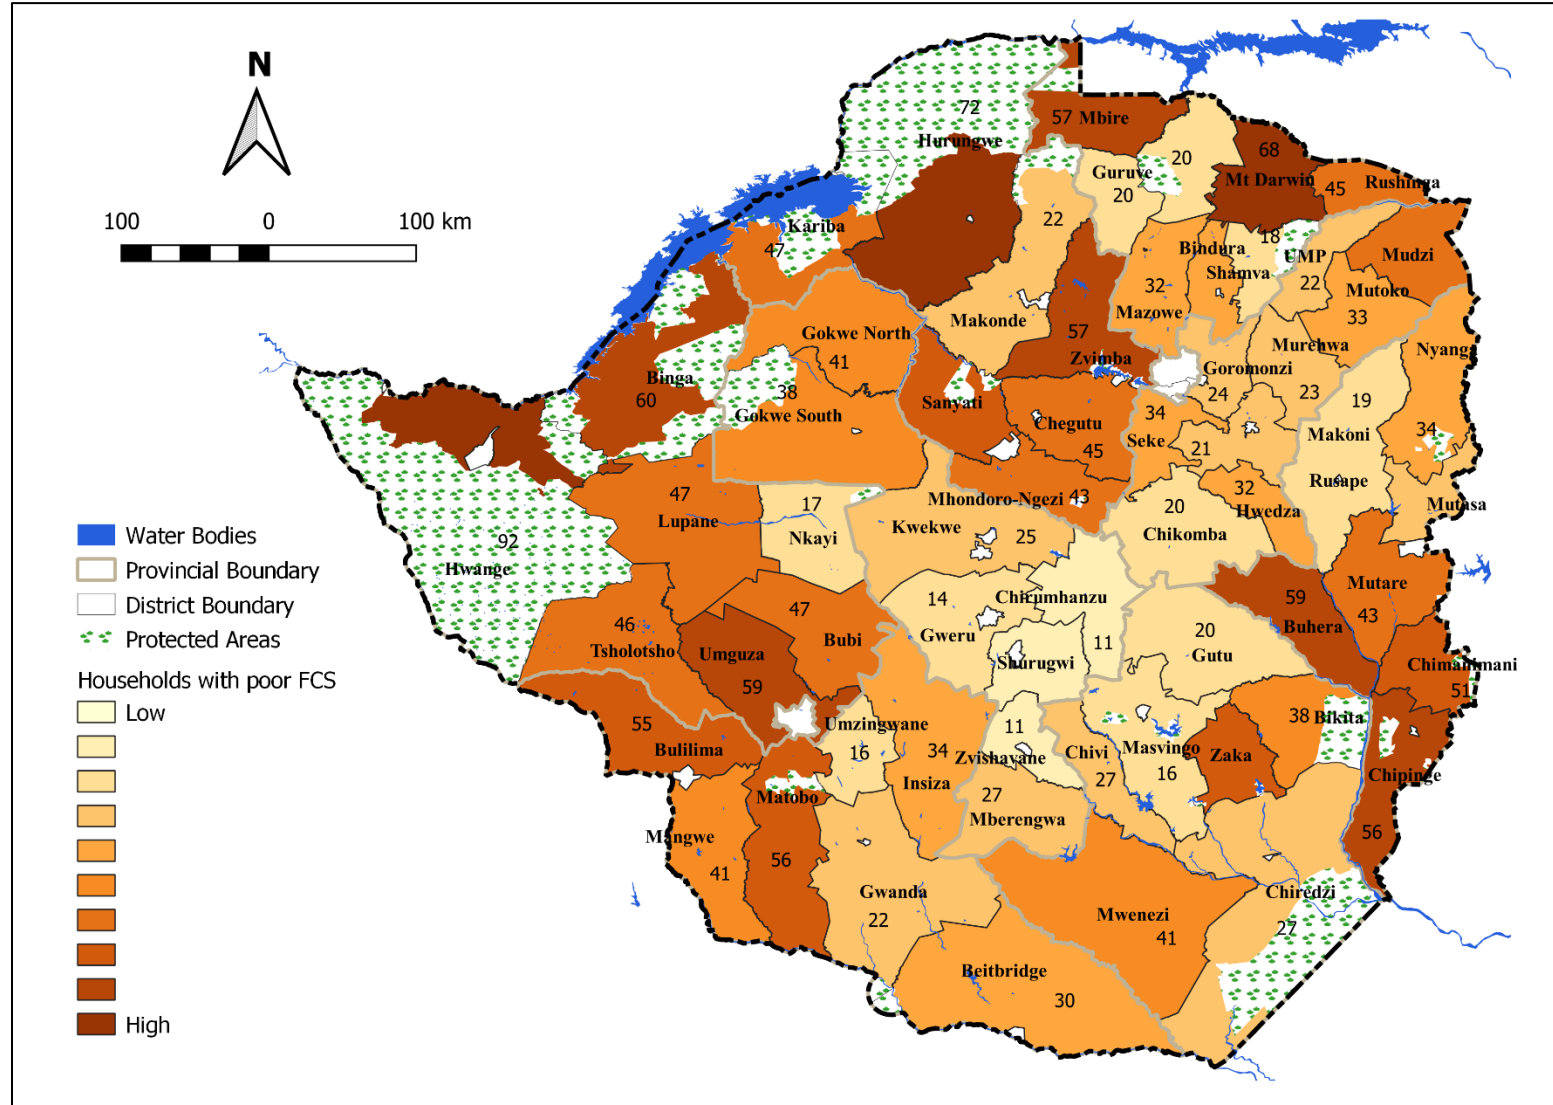 N
100
0
100 km
72
Hurungwe
57
Mbire
20
68
Mt Darwin
Guruve
20
45
Rushinga
Kariba
47
22
18
Bindura
Shamva
UMP
22
Mudzi
Mutoko
33
32
Mazowe
Makonde
57
Zvimba
Gokwe North
41
Murehwa
23
Goromonzi
24
Nyanga
34
Binga
60
38
Gokwe South
Sanyati
Chegutu
45
34
Seke
21
19
Makoni
Rusape
Mutasa
47
Lupane
17
Nkayi
Mhondoro-Ngezi
43
Kwekwe
25
20
Chikomba
32
Hwedza
92
Hwange
Water Bodies
Provincial Boundary
District Boundary
Protected Areas
Households with poor FCS
Low
High
46
Tsholotsho
47
Bubi
Umguza
59
14
Gweru
Chirumhanzu
11
Shurugwi
20
Gutu
59
Buhera
Mutare
43
Chimanimani
51
55
Bulilima
Umzingwane
16
34
Insiza
11
Zvishavane
Chivi
27
Masvingo
16
Zaka
38
Bikita
Chipinge
56
Matobo
56
Mangwe
41
27
Mberengwa
Gwanda
22
Mwenezi
41
Chiredzi
27
Beitbridge
30